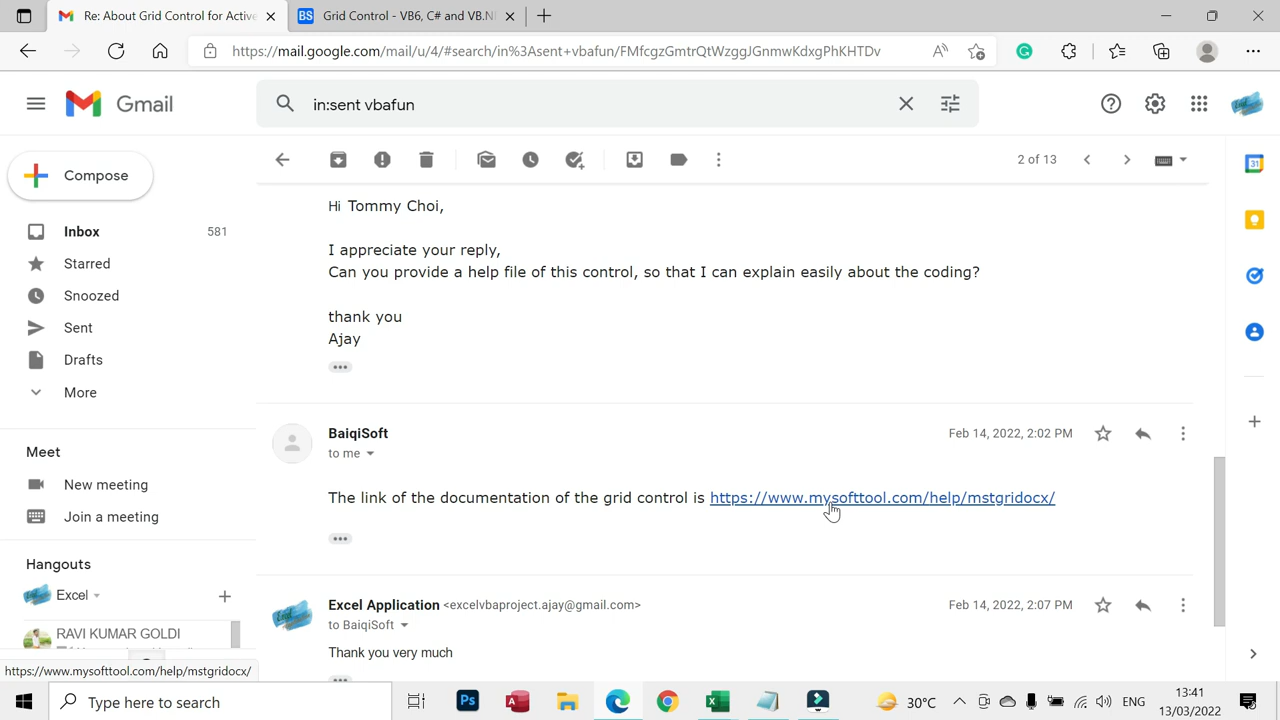 Re: About Grid Control for Active
BS Grid Control - VB6, C# and VB.N
https://mail.google.com/mail/u/4/#search/in%3Asent+vbafun/FMfcgzGmtrQtWzggJGnmwKdxgPhKHTDv
Gmail
in:sent vbafun
Compose
2 of 13
Inbox 581
Starred
Snoozed
Sent
Drafts
More
Meet
New meeting
Join a meeting
Hangouts
Excel
RAVI KUMAR GOLDI
Hi Tommy Choi,
I appreciate your reply,
Can you provide a help file of this control, so that I can explain easily about the coding?
thank you
Ajay
BaiqiSoft Feb 14, 2022, 2:02 PM
to me
The link of the documentation of the grid control is https://www.mysofttool.com/help/mstgridocx/
Excel Application <excelvbaproject.ajay@gmail.com> Feb 14, 2022, 2:07 PM
to BaiqiSoft
Thank you very much
31
https://www.mysofttool.com/help/mstgridocx/
Type here to search
Ps
30°C
ENG
13:41
13/03/2022